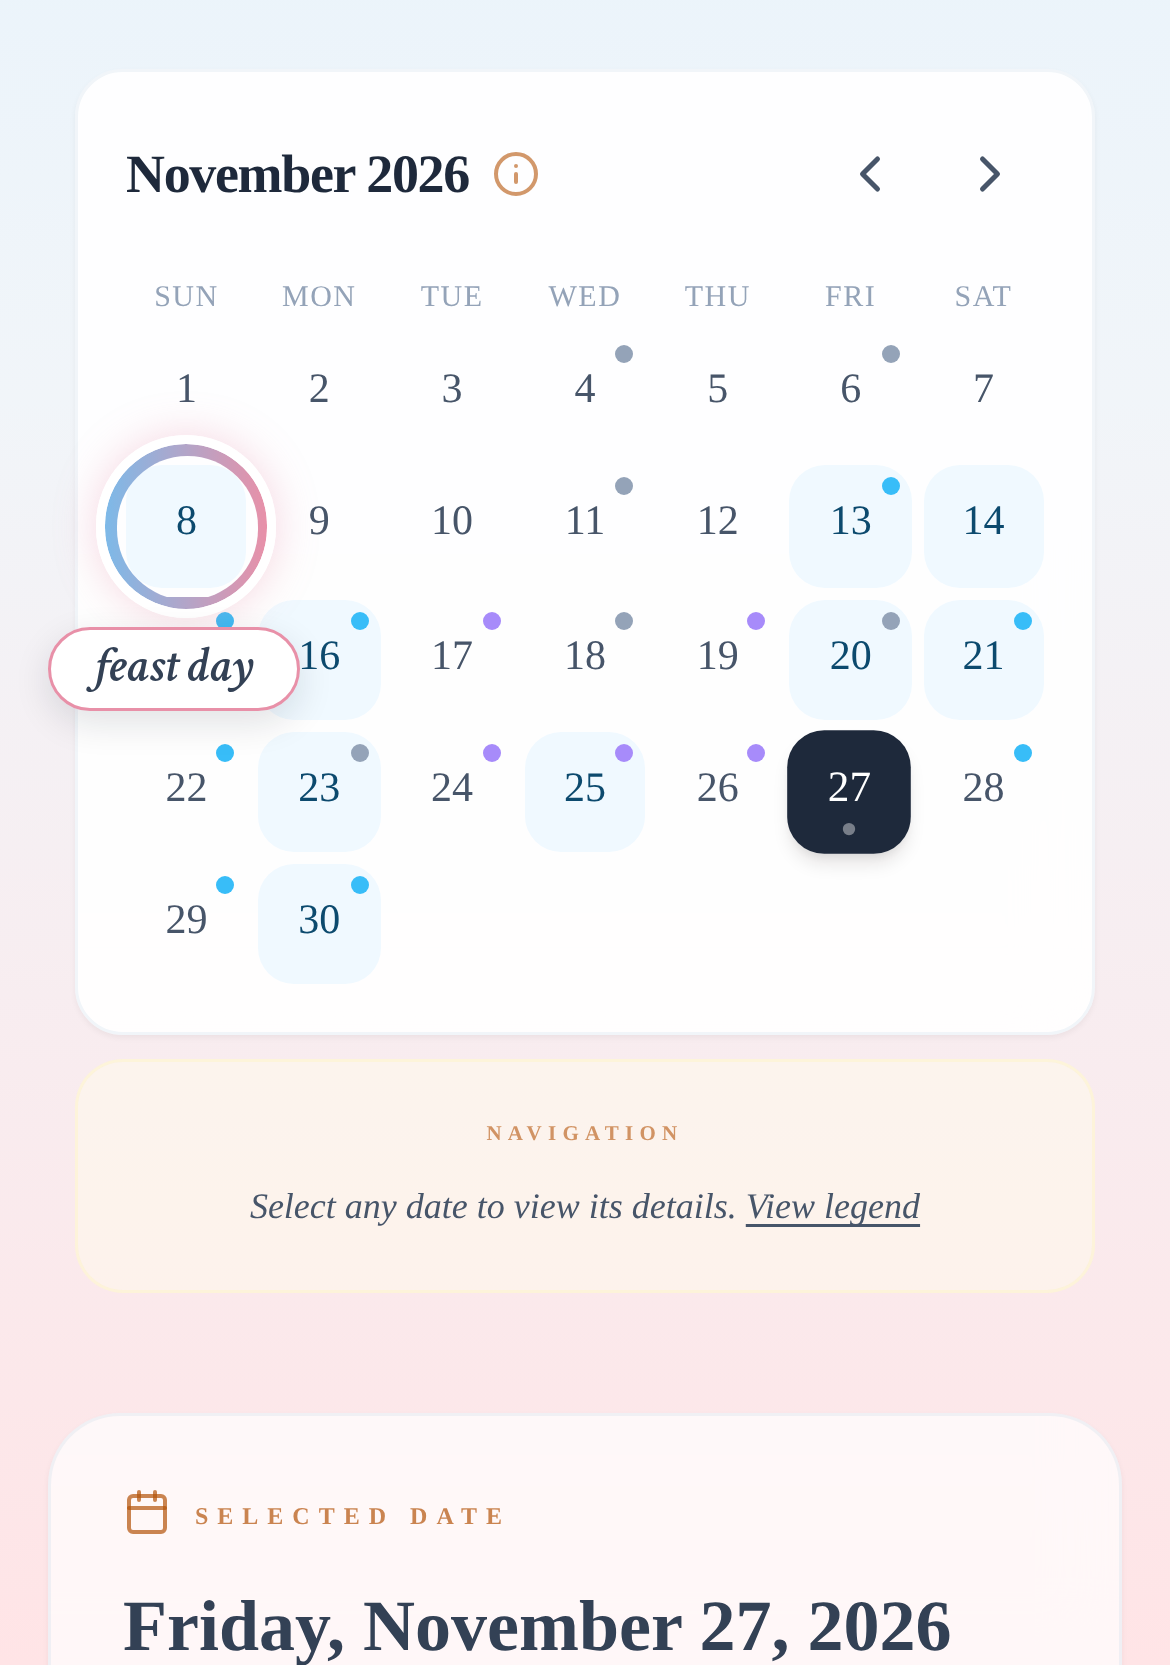 November 2026
SUN MON TUE WED THU FRI SAT
1 2 3 4 5 6 7
8 9 10 11 12 13 14
feast day 16 17 18 19 20 21
22 23 24 25 26 27 28
29 30
NAVIGATION
Select any date to view its details. View legend
SELECTED DATE
Friday, November 27, 2026